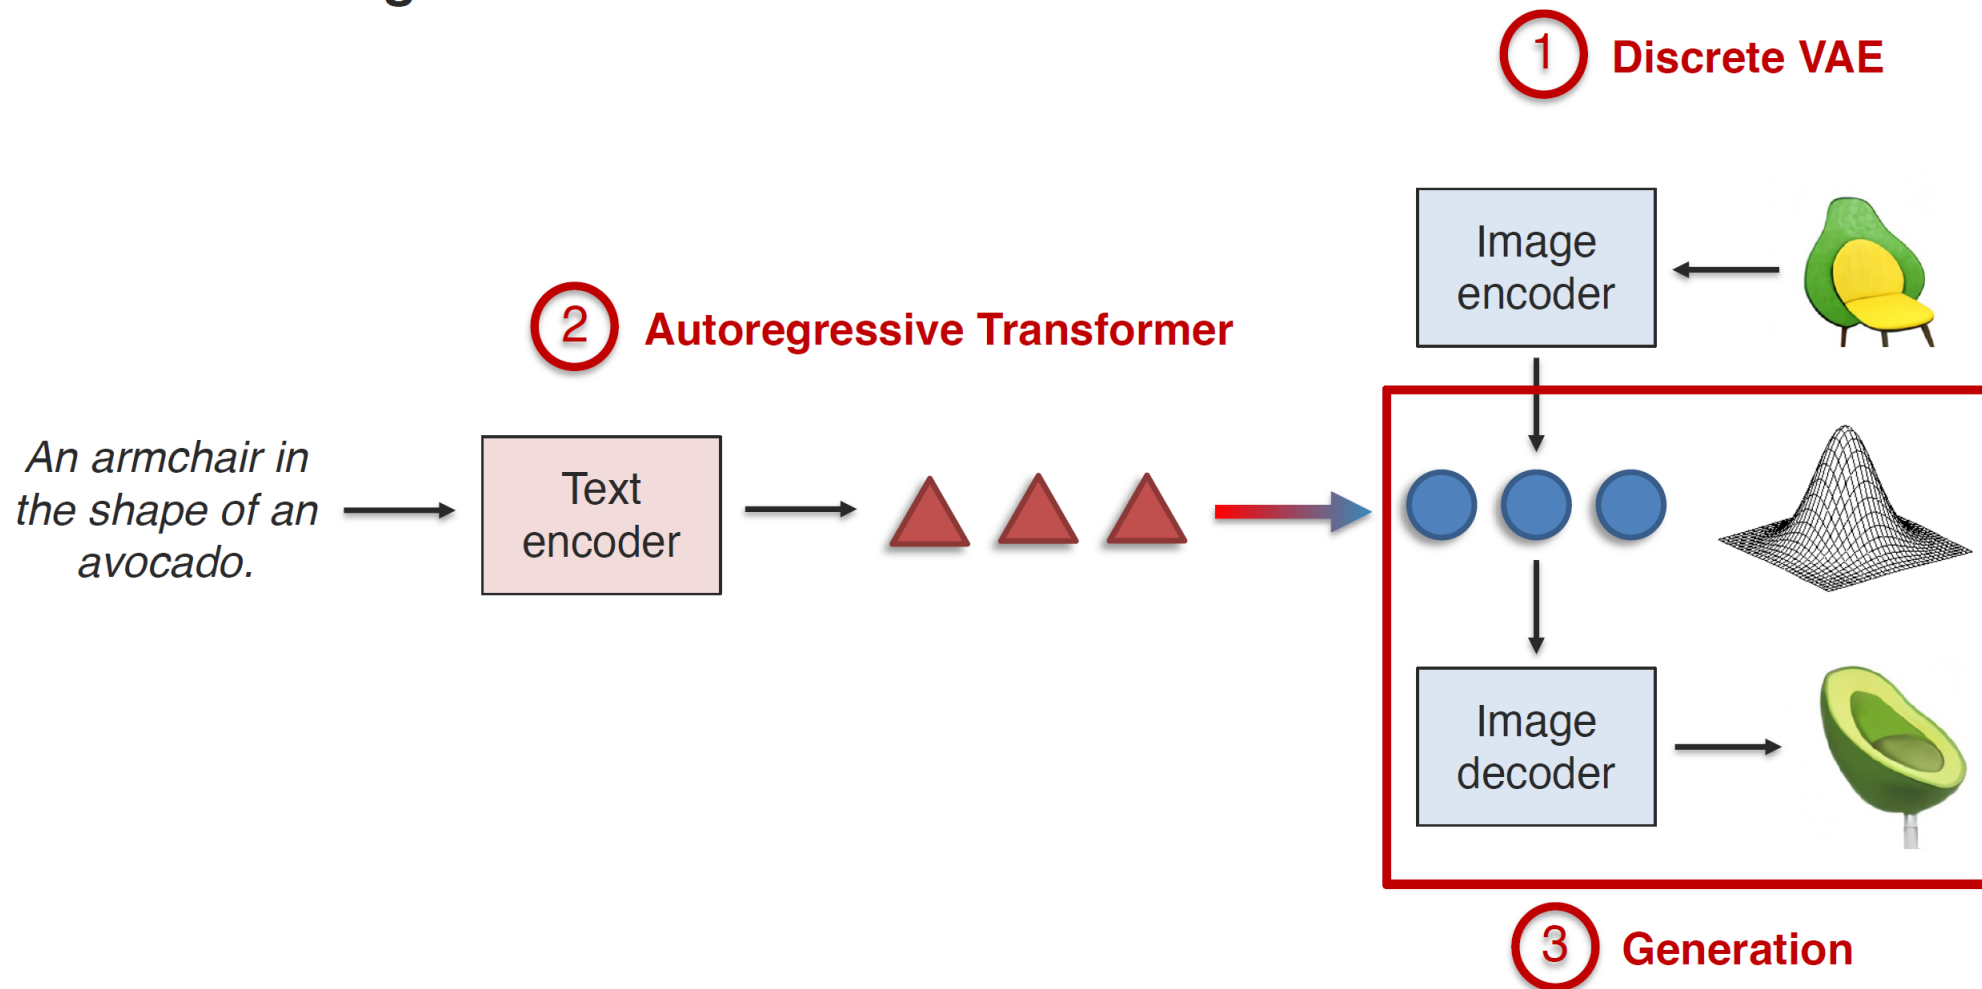 1 Discrete VAE
Image
encoder
2 Autoregressive Transformer
An armchair in
the shape of an
avocado.
Text
encoder
Image
decoder
3 Generation